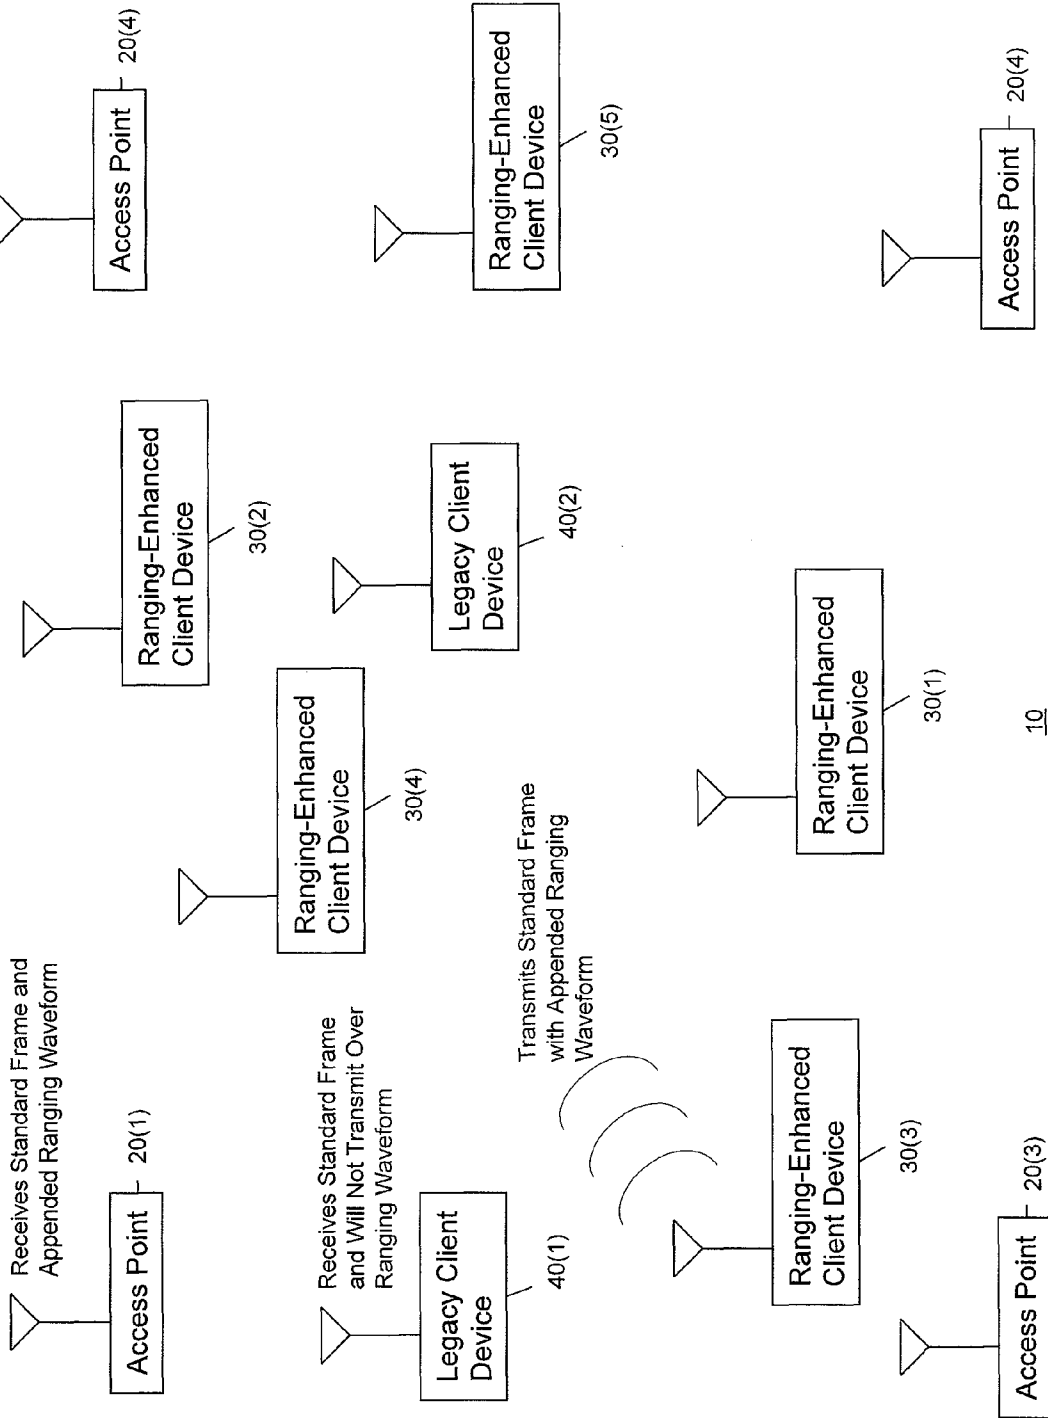 Receives Standard Frame and
Appended Ranging Waveform
Access Point
20(1)
Ranging-Enhanced
Client Device
30(2)
Access Point
20(4)
Ranging-Enhanced
Client Device
30(4)
Receives Standard Frame
and Will Not Transmit Over
Ranging Waveform
Legacy Client
Device
40(1)
Legacy Client
Device
40(2)
Ranging-Enhanced
Client Device
30(5)
Transmits Standard Frame
with Appended Ranging
Waveform
Ranging-Enhanced
Client Device
30(3)
Ranging-Enhanced
Client Device
30(1)
Access Point
20(3)
10
Access Point
20(4)